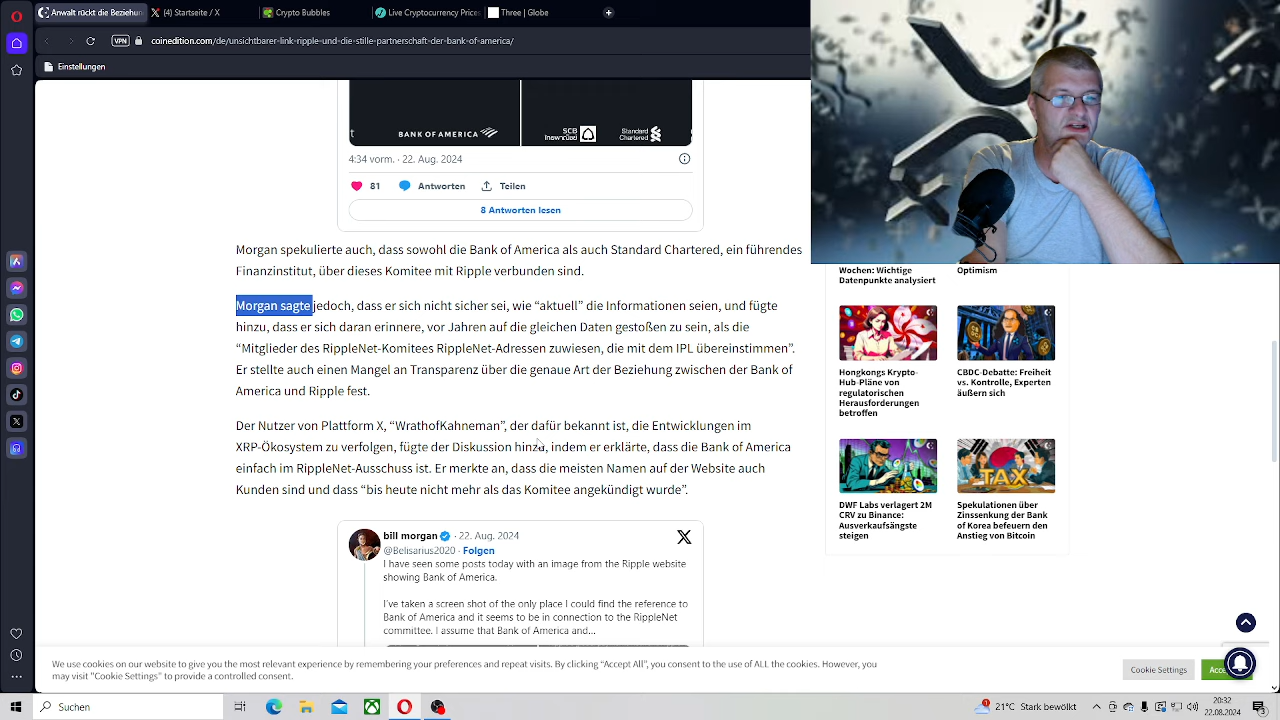 Anwalt rückt die Beziehun
Startseite / X
Crypto Bubbles
Live Cryptocurrency Prices
Three | Globe
VPN
coinedition.com/de/unsichtbarer-link-ripple-und-die-stille-partnerschaft-der-bank-of-america/
Einstellungen
BANK OF AMERICA
SCB
Standard
Chartered
4:34 vorm. · 22. Aug. 2024
81
Antworten
Teilen
8 Antworten lesen
Morgan spekulierte auch, dass sowohl die Bank of America als auch Standard Chartered, ein führendes
Finanzinstitut, über dieses Komitee mit Ripple verbunden sind.
Morgan sagte jedoch, dass er sich nicht sicher sei, wie “alt” die Informationen seien, und fügte
hinzu, dass er sich daran erinnere, vor Jahren auf die gleichen Daten gestoßen zu sein, als die
“Mitglieder des RippleNet-Komitees RippleNet-Adressen zuwiesen, die mit dem IPL übereinstimmen”.
Er stellte auch einen Mangel an Transparenz über die genaue Art der Beziehung zwischen der Bank of
America und Ripple fest.
Der Nutzer von Plattform X, “WrathofKahneman”, der dafür bekannt ist, die Entwicklungen im
XRP-Ökosystem zu verfolgen, fügte der Diskussion hinzu, indem er feststellte, dass die Bank of America
einfach im RippleNet-Ausschuss ist. Er merkte an, dass die meisten Namen auf der Website auch
Kunden sind, aber “bis heute nicht mehr als das Komitee angekündigt wurde”.
bill morgan · 22. Aug. 2024
@Belisarius2020 · Folgen
I have seen some posts today with an image from the Ripple website
showing Bank of America.
I've taken a screen shot of the only place I could find the reference to
Bank of America and it seems to be in connection to the RippleNet
committee. I assume that Bank of America and...
Wochen: Wichtige
Datenpunkte analysiert
Optimism
Hongkongs Krypto-
Hub-Pläne von
regulatorischen
Herausforderungen
betroffen
CBDC-Debatte: Freiheit
vs. Kontrolle, Experten
äußern sich
TAX
DWF Labs verlagert 2M
CRV zu Binance:
Ausverkaufsängste
steigen
Spekulationen über
Zinssenkung der Bank
of Korea befeuern den
Anstieg von Bitcoin
We use cookies on our website to give you the most relevant experience by remembering your preferences and repeat visits. By clicking “Accept All”, you consent to the use of ALL the cookies. However, you
may visit "Cookie Settings" to provide a controlled consent.
Cookie Settings
Suchen
21°C Stark bewölkt
20:32
22.08.2024